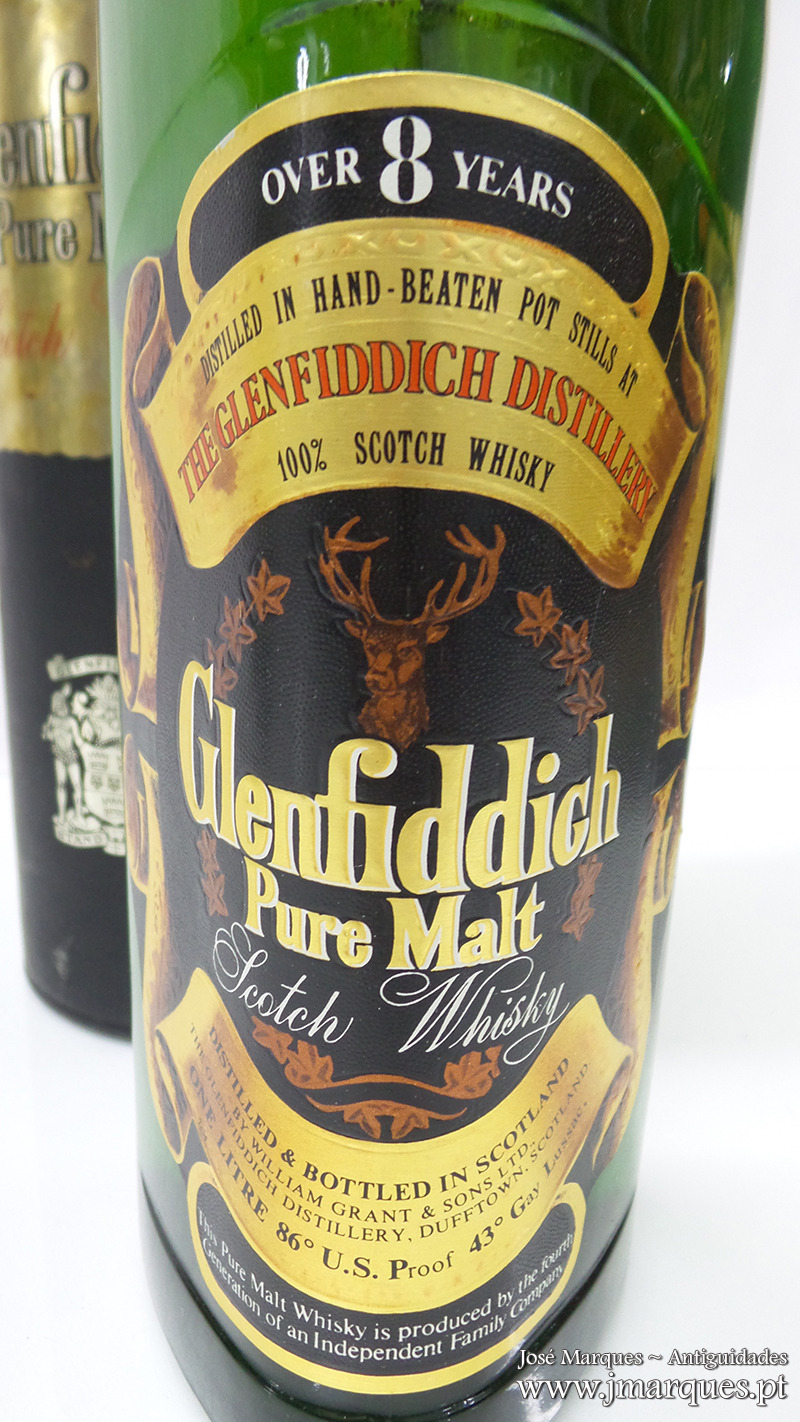 enfi
Pure
Scotch
OVER 8 YEARS
DISTILLED IN HAND-BEATEN POT STILLS AT
THE GLENFIDDICH DISTILLERY
100% SCOTCH WHISKY
Glenfiddich
Pure Malt
Scotch Whisky
DISTILLED & BOTTLED IN SCOTLAND
BY WILLIAM GRANT & SONS LTD.,
THE GLENFIDDICH DISTILLERY, DUFFTOWN, SCOTLAND.
ONE LITRE 86° U.S. Proof 43° Gay Lussac.
This Pure Malt Whisky is produced by the fourth
Generation of an Independent Family Company
José Marques ~ Antiguidades
www.jmarques.pt